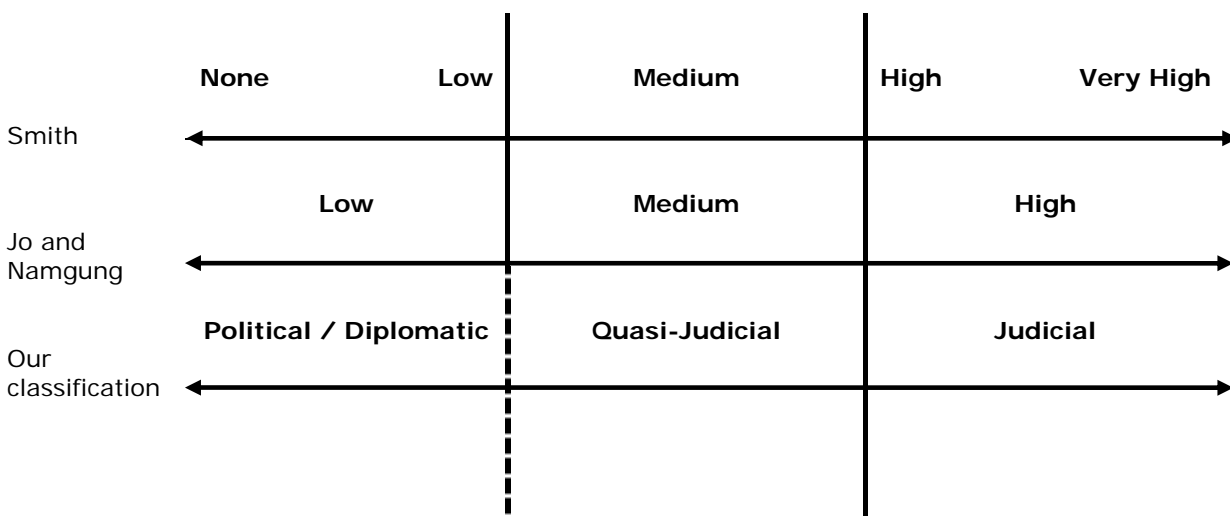 None Low Medium High Very High
Smith
Low Medium High
Jo and
Namgung
Political / Diplomatic Quasi-Judicial Judicial
Our
classification